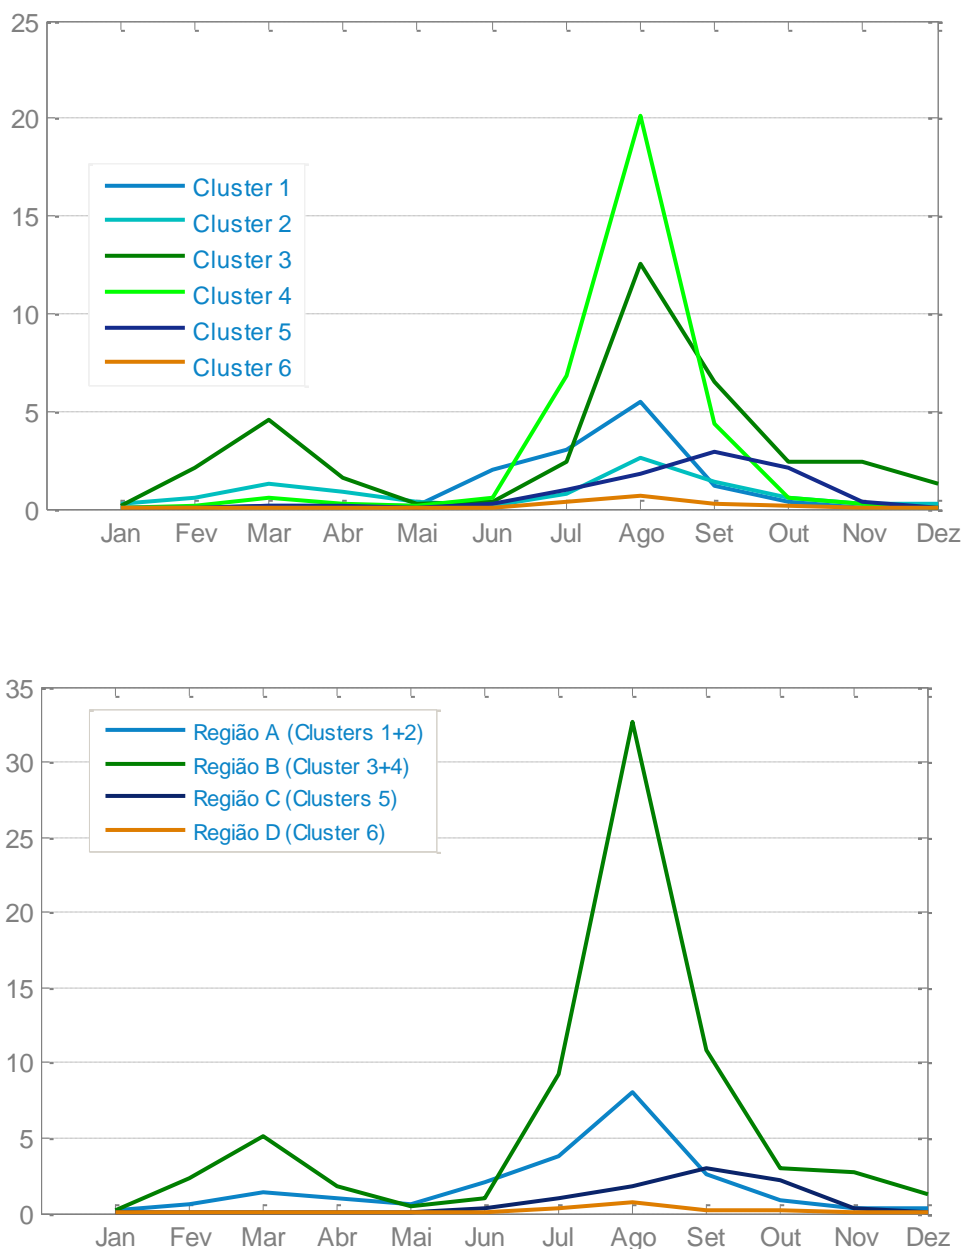 25
20
15
10
5
0
Cluster 1
Cluster 2
Cluster 3
Cluster 4
Cluster 5
Cluster 6
Jan Fev Mar Abr Mai Jun Jul Ago Set Out Nov Dez
35
30
25
20
15
10
5
0
Região A (Clusters 1+2)
Região B (Cluster 3+4)
Região C (Clusters 5)
Região D (Cluster 6)
Jan Fev Mar Abr Mai Jun Jul Ago Set Out Nov Dez